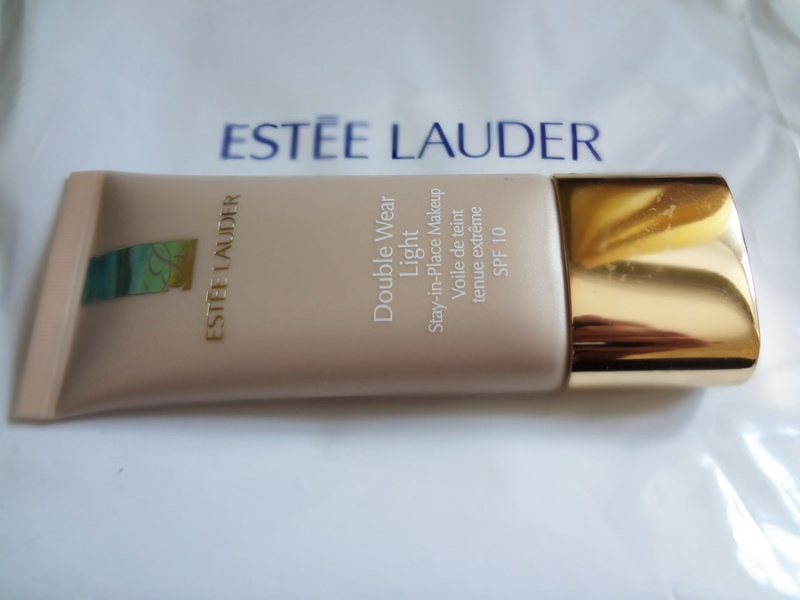 ESTĒE LAUDER
ESTĒE LAUDER
Double Wear
Light
Stay-in-Place Makeup
Voile de teint
tenue extrême
SPF 10